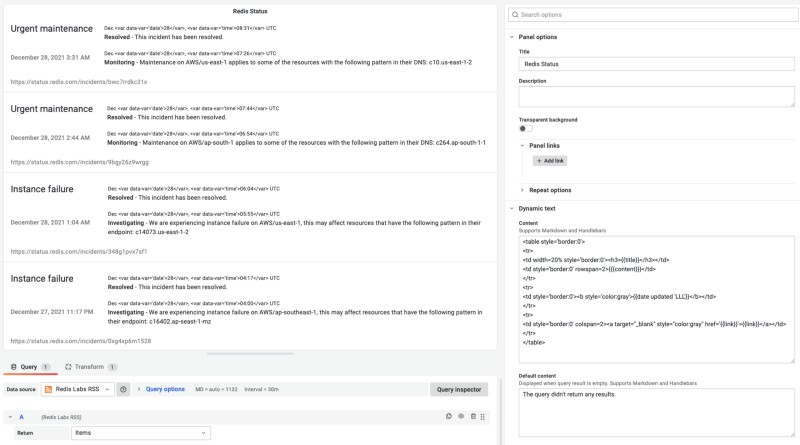 Redis Status
Urgent maintenance
Dec <var data-var='date'>28</var>, <var data-var='time'>08:31</var> UTC
Resolved - This incident has been resolved.
December 28, 2021 3:31 AM
Dec <var data-var='date'>28</var>, <var data-var='time'>07:26</var> UTC
Monitoring - Maintenance on AWS/us-east-1 applies to some of the resources with the following pattern in their DNS: c10.us-east-1-2
https://status.redis.com/incidents/bwc7rrdkc31x
Urgent maintenance
Dec <var data-var='date'>28</var>, <var data-var='time'>07:44</var> UTC
Resolved - This incident has been resolved.
December 28, 2021 2:44 AM
Dec <var data-var='date'>28</var>, <var data-var='time'>06:54</var> UTC
Monitoring - Maintenance on AWS/ap-south-1 applies to some of the resources with the following pattern in their DNS: c264.ap-south-1-1
https://status.redis.com/incidents/9bgy26z9wrgg
Instance failure
Dec <var data-var='date'>28</var>, <var data-var='time'>06:04</var> UTC
Resolved - This incident has been resolved.
December 28, 2021 1:04 AM
Dec <var data-var='date'>28</var>, <var data-var='time'>05:55</var> UTC
Investigating - We are experiencing instance failure on AWS/us-east-1, this may affect resources that have the following pattern in their
endpoint: c14073.us-east-1-2
https://status.redis.com/incidents/348g1pvx7sf1
Instance failure
Dec <var data-var='date'>28</var>, <var data-var='time'>04:17</var> UTC
Resolved - This incident has been resolved.
December 27, 2021 11:17 PM
Dec <var data-var='date'>28</var>, <var data-var='time'>04:00</var> UTC
Investigating - We are experiencing instance failure on AWS/ap-southeast-1, this may affect resources that have the following pattern in
their endpoint: c16402.ap-seast-1-mz
https://status.redis.com/incidents/0xg4xp6m1528
Query 1
Transform 1
Data source
Redis Labs RSS
Query options
MD = auto = 1132
Interval = 30m
Query inspector
A
(Redis Labs RSS)
Return
Items
Search options
Panel options
Title
Redis Status
Description
Transparent background
Panel links
+ Add link
Repeat options
Dynamic text
Content
Supports Markdown and Handlebars
<table style='border:0'>
<tr>
<td width=20% style='border:0'><h3>{{title}}</h3></td>
<td style='border:0' rowspan=2>{{{content}}}</td>
</tr>
<tr>
<td style='border:0'><b style='color:gray'>{{date updated 'LLL'}}</b></td>
</tr>
<tr>
<td style='border:0' colspan=2><a target="_blank" style="color:gray" href='{{link}}'>{{link}}</a></td>
</tr>
</table>
Default content
Displayed when query result is empty. Supports Markdown and Handlebars
The query didn't return any results.